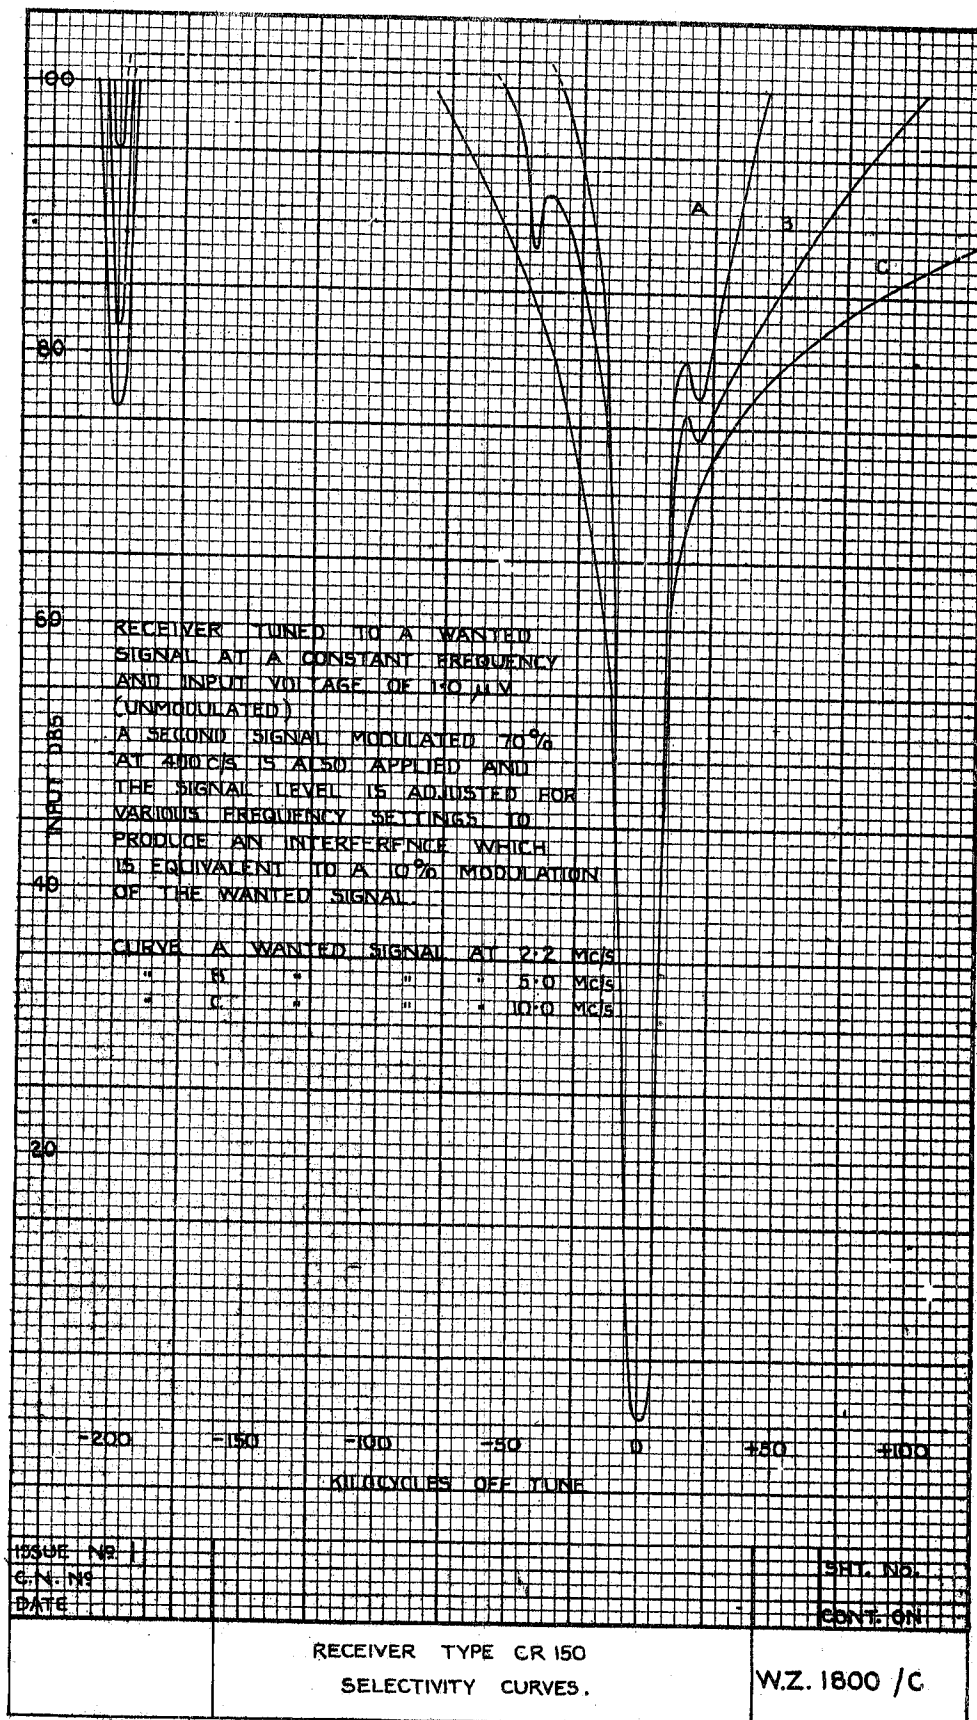 100
A
B
C
80
60
RECEIVER TUNED TO A WANTED
SIGNAL AT A CONSTANT FREQUENCY
AND INPUT VOLTAGE OF 1·0 µV
(UNMODULATED)
A SECOND SIGNAL MODULATED 70%
AT 400 C/S IS ALSO APPLIED AND
THE SIGNAL LEVEL IS ADJUSTED FOR
VARIOUS FREQUENCY SETTINGS TO
PRODUCE AN INTERFERENCE WHICH
IS EQUIVALENT TO A 10% MODULATION
OF THE WANTED SIGNAL.
INPUT DBS
40
CURVE A WANTED SIGNAL AT 2·2 MC/S
" B " " " 5·0 MC/S
" C " " " 10·0 MC/S
20
-200 -150 -100 -50 0 +50 +100
KILOCYCLES OFF TUNE
ISSUE Nº 1
C.N. Nº
DATE
SHT. NO.
CONT. ON
RECEIVER TYPE CR 150
SELECTIVITY CURVES.
W.Z. 1800 /C